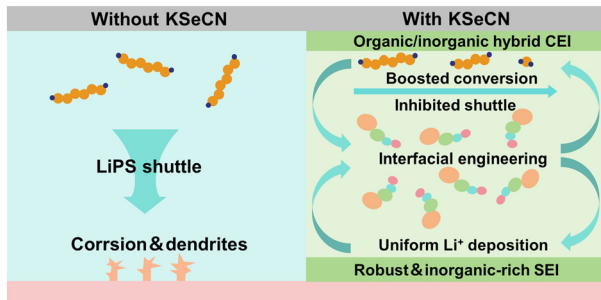 Without KSeCN
LiPS shuttle
Corrsion & dendrites
With KSeCN
Organic/inorganic hybrid CEI
Boosted conversion
Inhibited shuttle
Interfacial engineering
Uniform Li⁺ deposition
Robust & inorganic-rich SEI